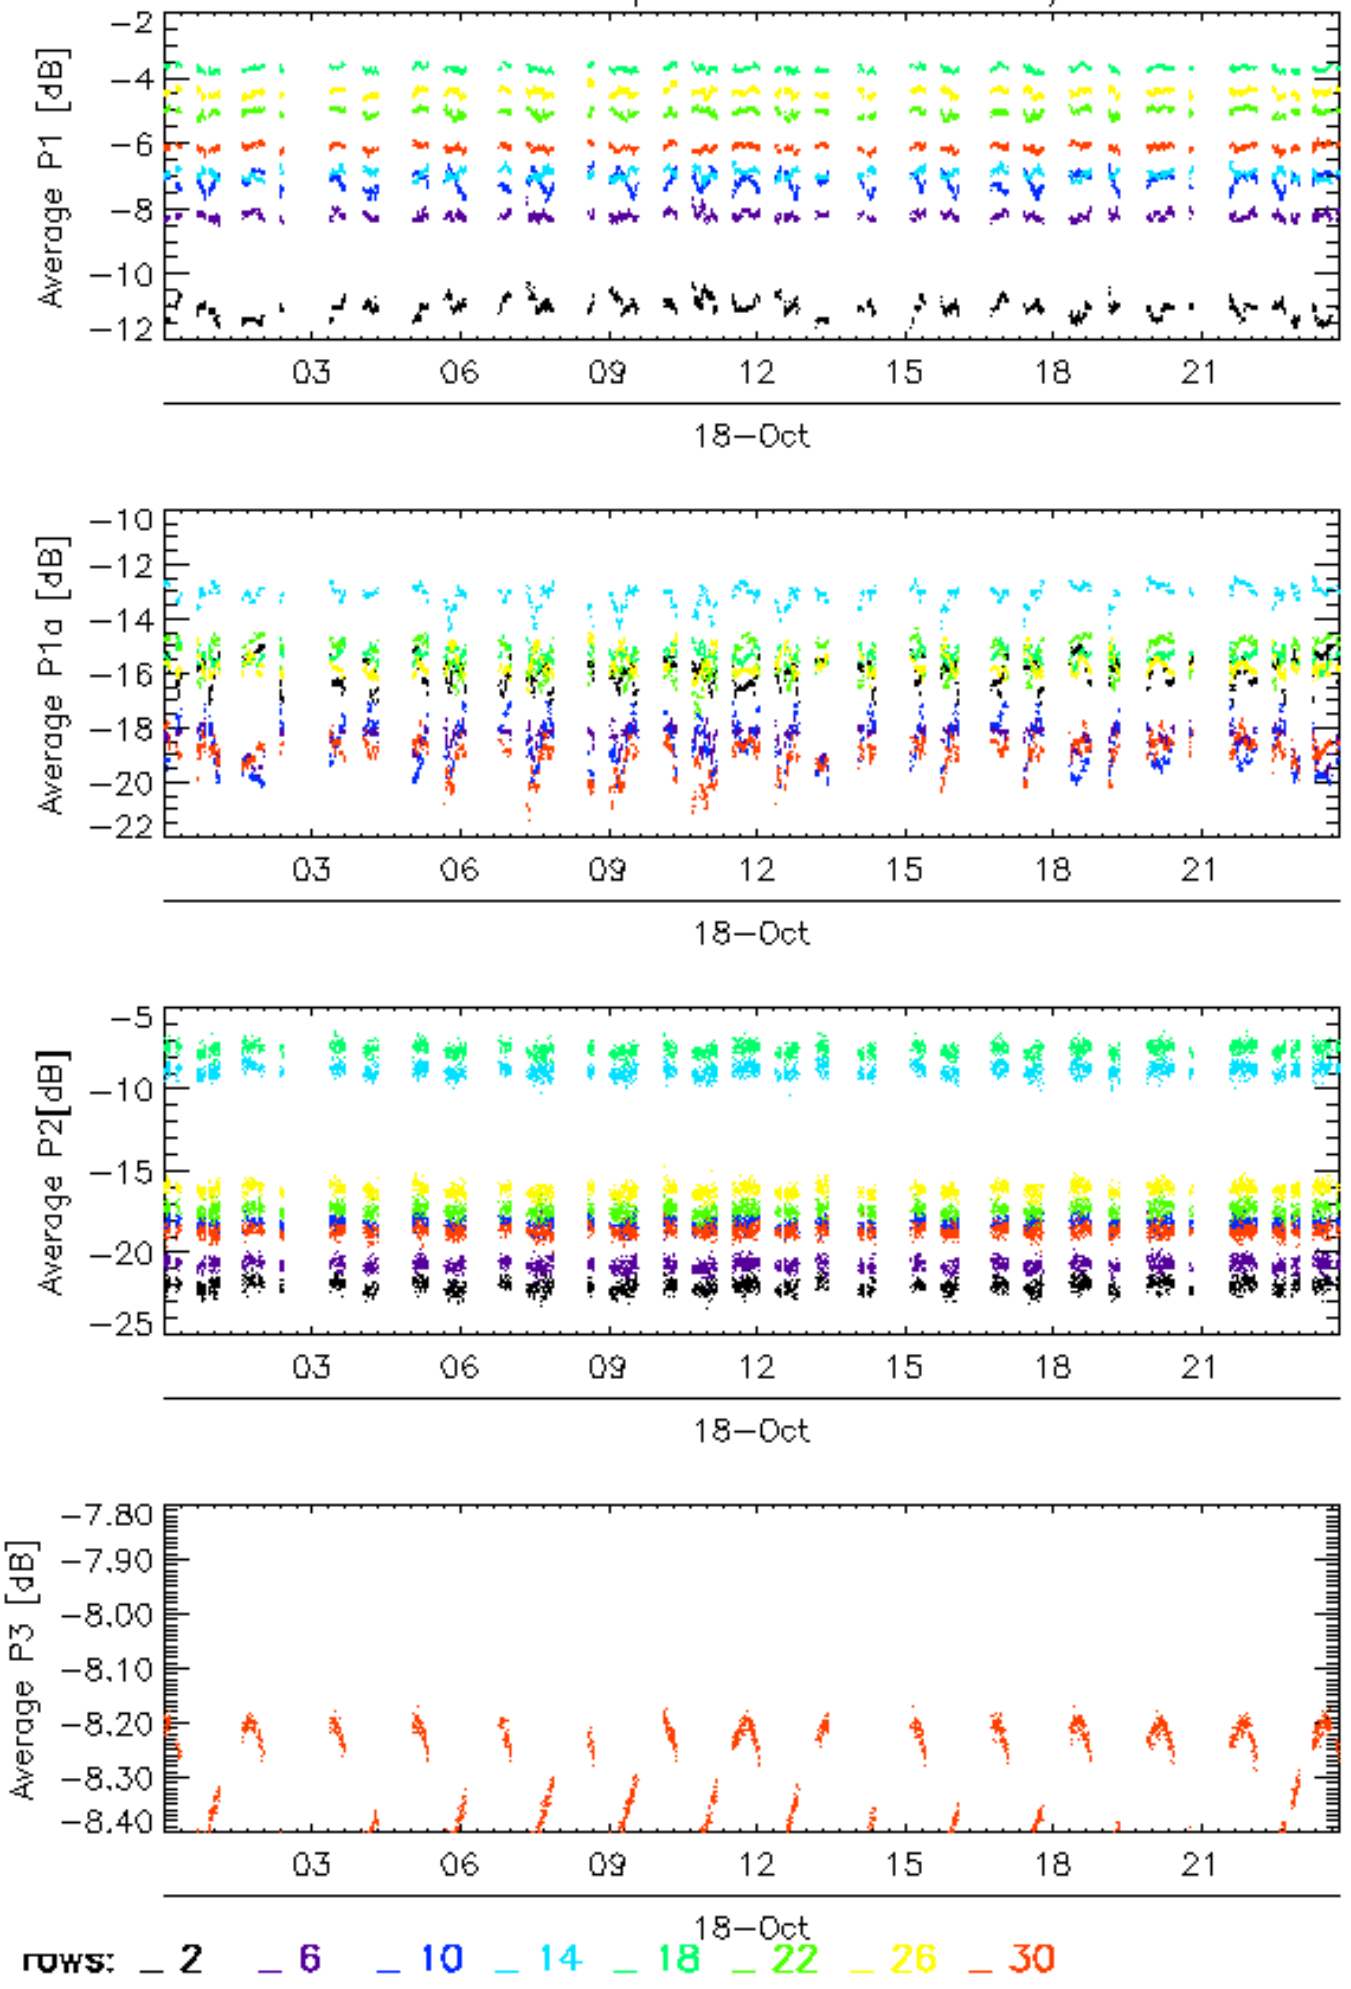 Average P1 [dB]
-2
-4
-6
-8
-10
-12
03 06 09 12 15 18 21
18-Oct
Average P1a [dB]
-10
-12
-14
-16
-18
-20
-22
03 06 09 12 15 18 21
18-Oct
Average P2[dB]
-5
-10
-15
-20
-25
03 06 09 12 15 18 21
18-Oct
Average P3 [dB]
-7.80
-7.90
-8.00
-8.10
-8.20
-8.30
-8.40
03 06 09 12 15 18 21
18-Oct
rows: _ 2 _ 6 _ 10 _ 14 _ 18 _ 22 _ 26 _ 30